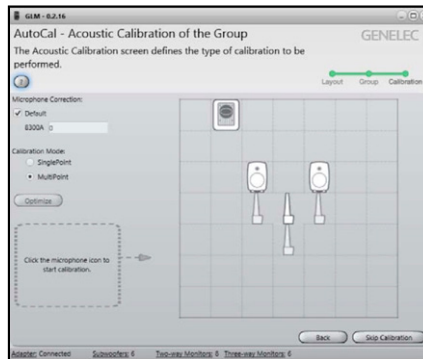 GLM - 0.2.16
AutoCal - Acoustic Calibration of the Group
GENELEC
The Acoustic Calibration screen defines the type of calibration to be
performed.
?
Layout Group Calibration
Microphone Correction:
Default
8300A 0
Calibration Mode:
SinglePoint
MultiPoint
Optimize
Click the microphone icon to
start calibration.
Back Skip Calibration
Adapter: Connected Subwoofers: 6 Two-way Monitors: 8 Three-way Monitors: 6